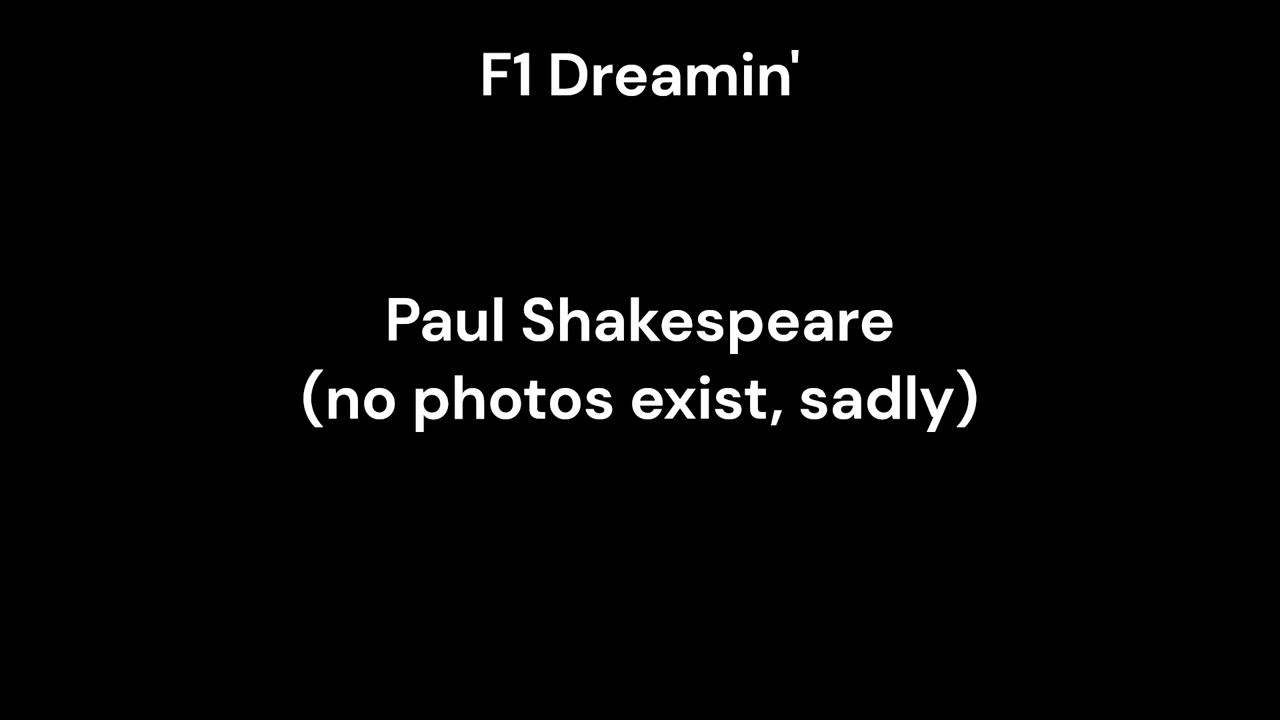 F1 Dreamin'
Paul Shakespeare
(no photos exist, sadly)